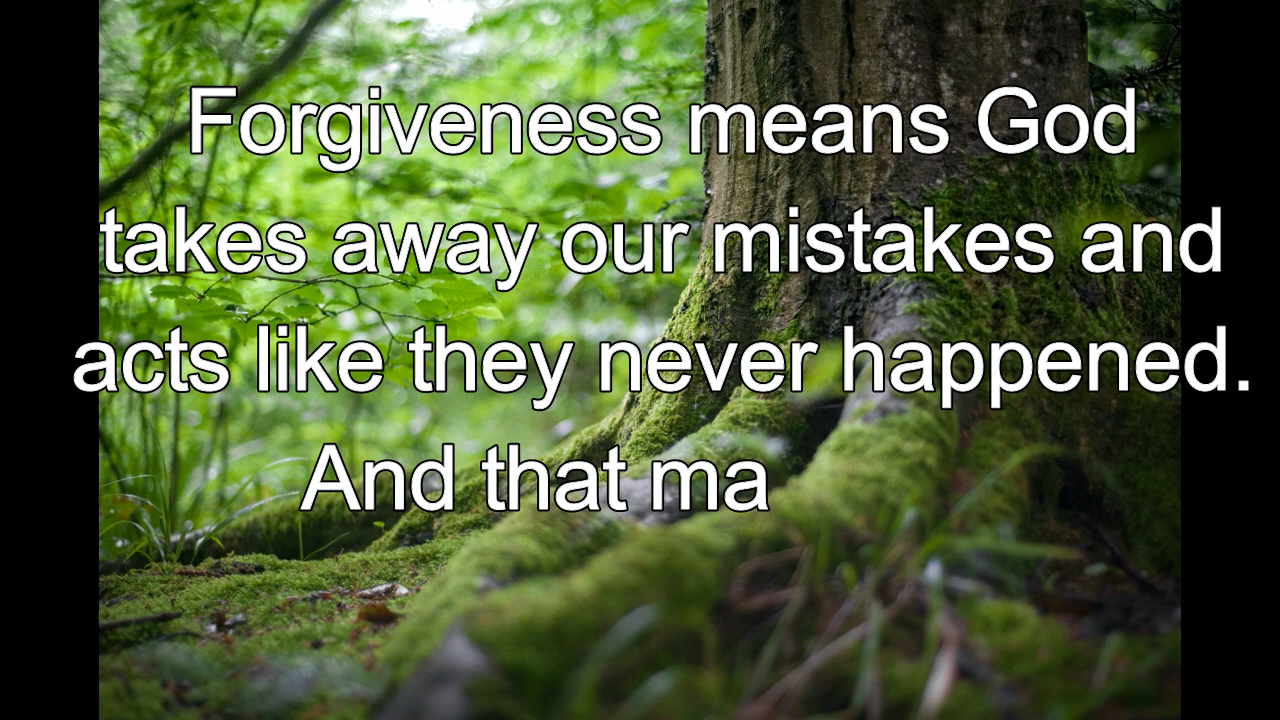 Forgiveness means God
takes away our mistakes and
acts like they never happened.
And that ma